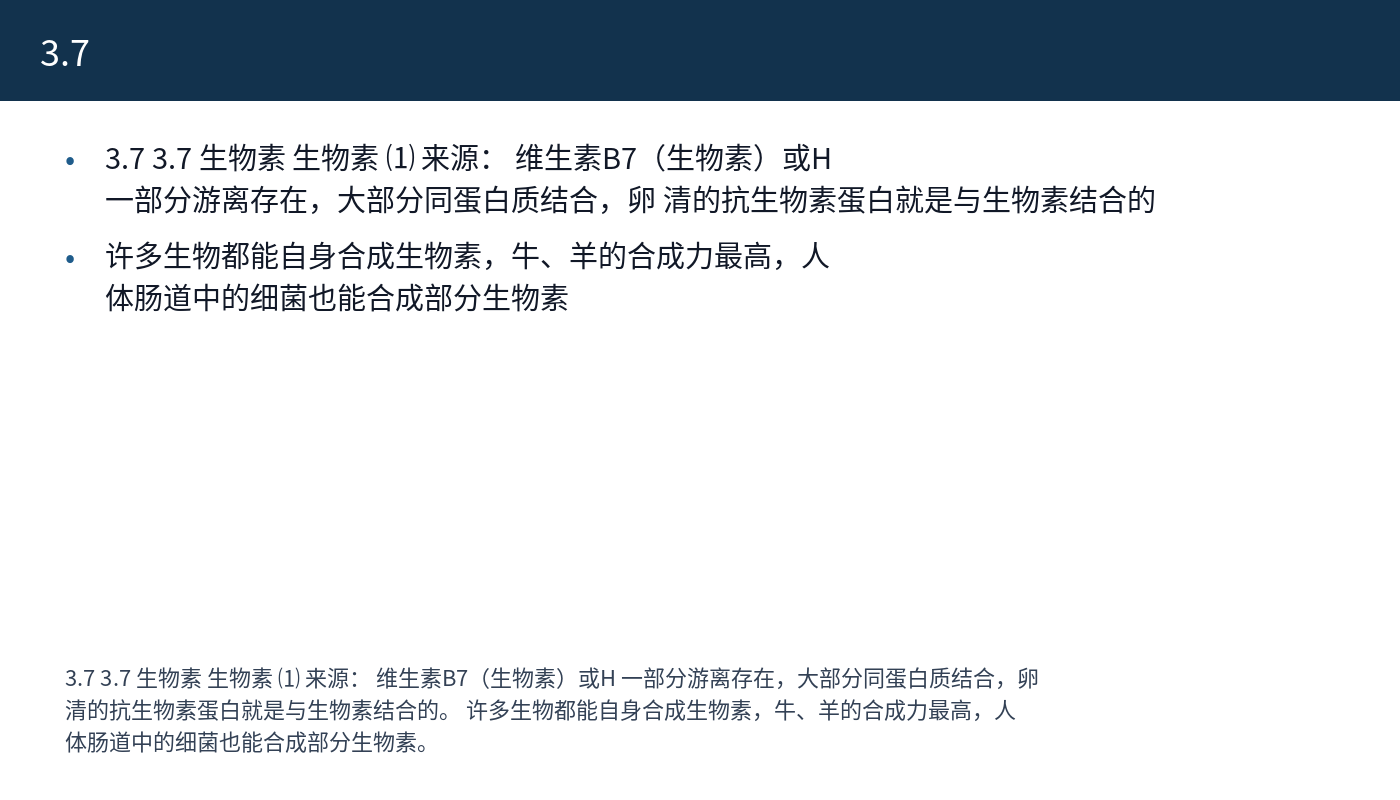 3.7
• 3.7 3.7 生物素 生物素 ⑴ 来源： 维生素B7（生物素）或H
一部分游离存在，大部分同蛋白质结合，卵 清的抗生物素蛋白就是与生物素结合的
• 许多生物都能自身合成生物素，牛、羊的合成力最高，人
体肠道中的细菌也能合成部分生物素
3.7 3.7 生物素 生物素 ⑴ 来源： 维生素B7（生物素）或H 一部分游离存在，大部分同蛋白质结合，卵
清的抗生物素蛋白就是与生物素结合的。 许多生物都能自身合成生物素，牛、羊的合成力最高，人
体肠道中的细菌也能合成部分生物素。